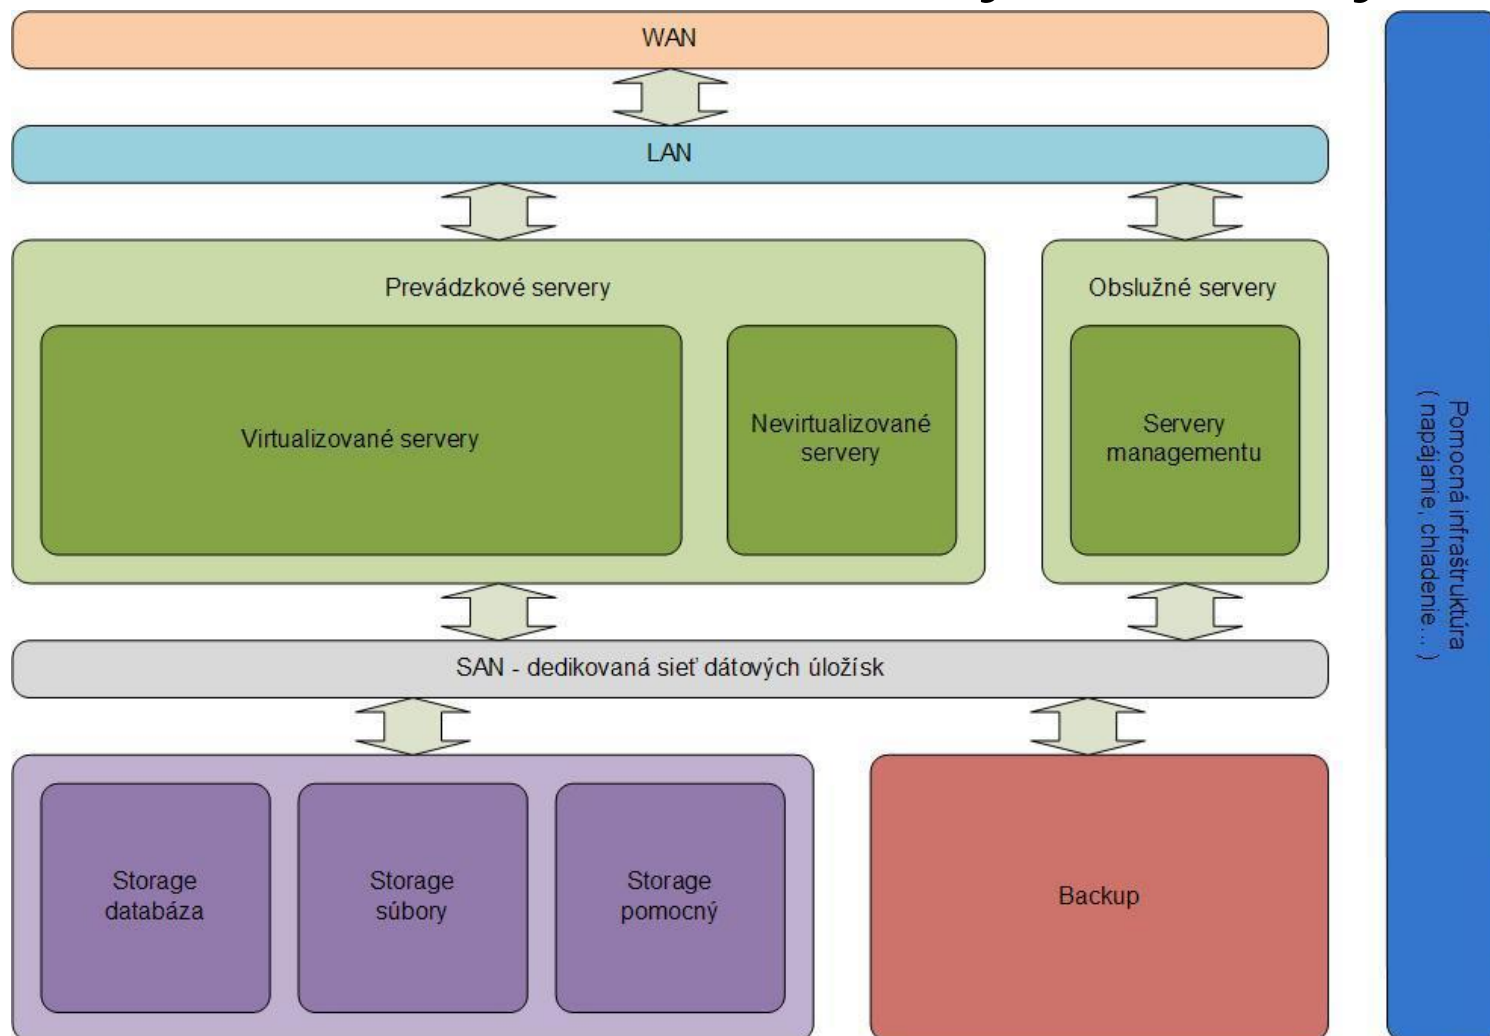 WAN
LAN
Prevádzkové servery
Obslužné servery
Virtualizované servery
Nevirtualizované
servery
Servery
managementu
SAN - dedikovaná sieť dátových úložísk
Storage
databáza
Storage
súbory
Storage
pomocný
Backup
Pomocná infraštruktúra
( napájanie, chladenie... )